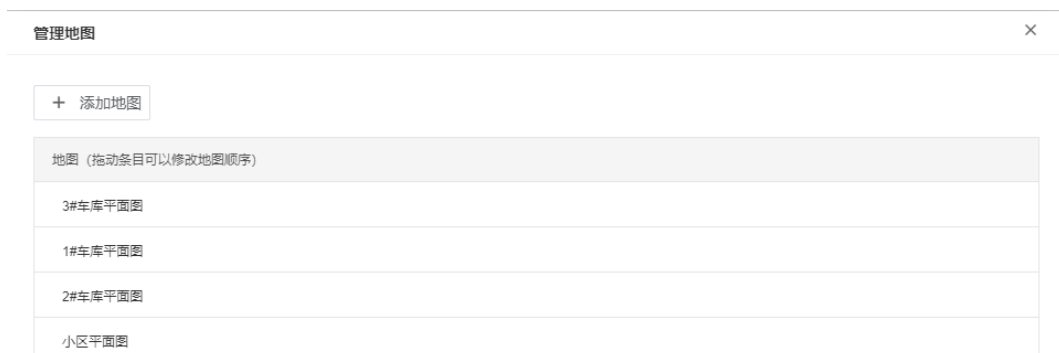 管理地图
+ 添加地图
地图（拖动条目可以修改地图顺序）
3#车库平面图
1#车库平面图
2#车库平面图
小区平面图